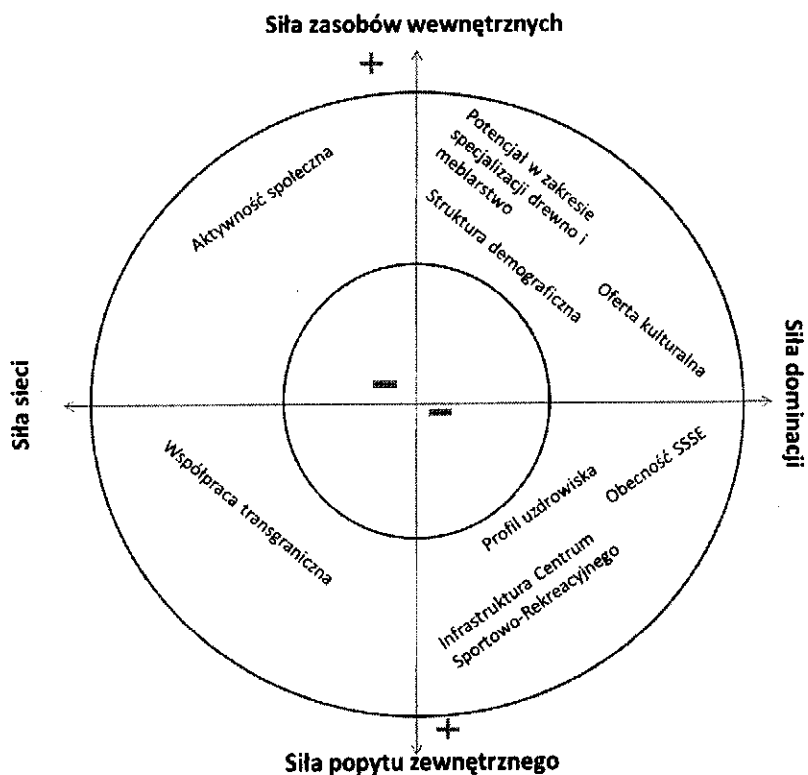 Siła zasobów wewnętrznych
+
Aktywność społeczna
Potencjał w zakresie
specjalizacji drewno i
meblarstwo
Struktura demograficzna
Oferta kulturalna
Siła sieci
Siła dominacji
Współpraca transgraniczna
Profil uzdrowiska
Obecność SSSE
Infrastruktura Centrum
Sportowo-Rekreacyjnego
+
Siła popytu zewnętrznego